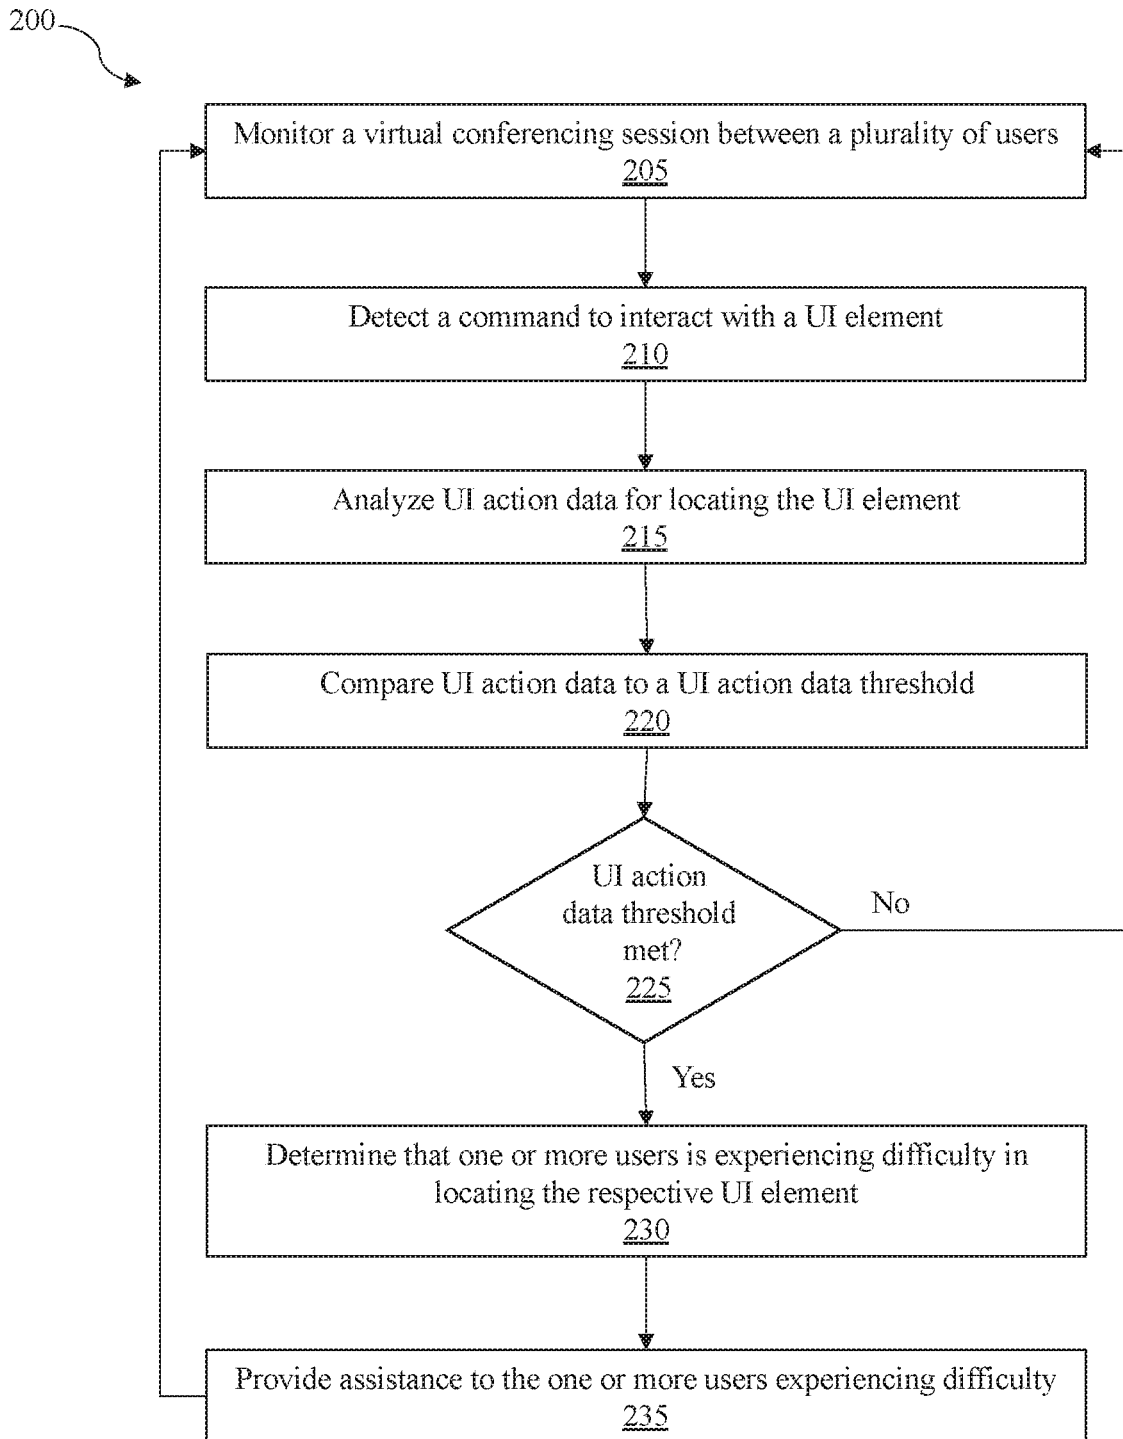 200
Monitor a virtual conferencing session between a plurality of users
205
Detect a command to interact with a UI element
210
Analyze UI action data for locating the UI element
215
Compare UI action data to a UI action data threshold
220
UI action
data threshold
met?
225
No
Yes
Determine that one or more users is experiencing difficulty in
locating the respective UI element
230
Provide assistance to the one or more users experiencing difficulty
235